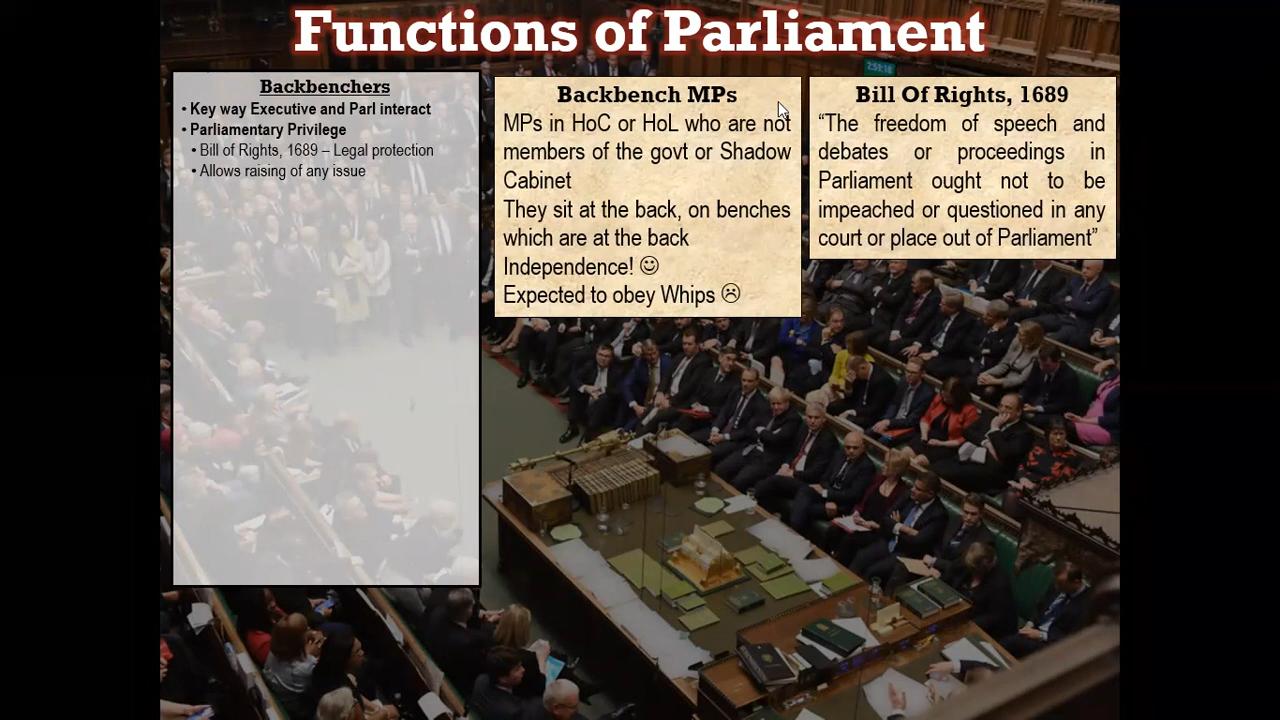 Functions of Parliament
Backbenchers
• Key way Executive and Parl interact
• Parliamentary Privilege
• Bill of Rights, 1689 – Legal protection
• Allows raising of any issue
Backbench MPs
MPs in HoC or HoL who are not
members of the govt or Shadow
Cabinet
They sit at the back, on benches
which are at the back
Independence! ☺
Expected to obey Whips ☹
2:51:16
Bill Of Rights, 1689
“The freedom of speech and
debates or proceedings in
Parliament ought not to be
impeached or questioned in any
court or place out of Parliament”